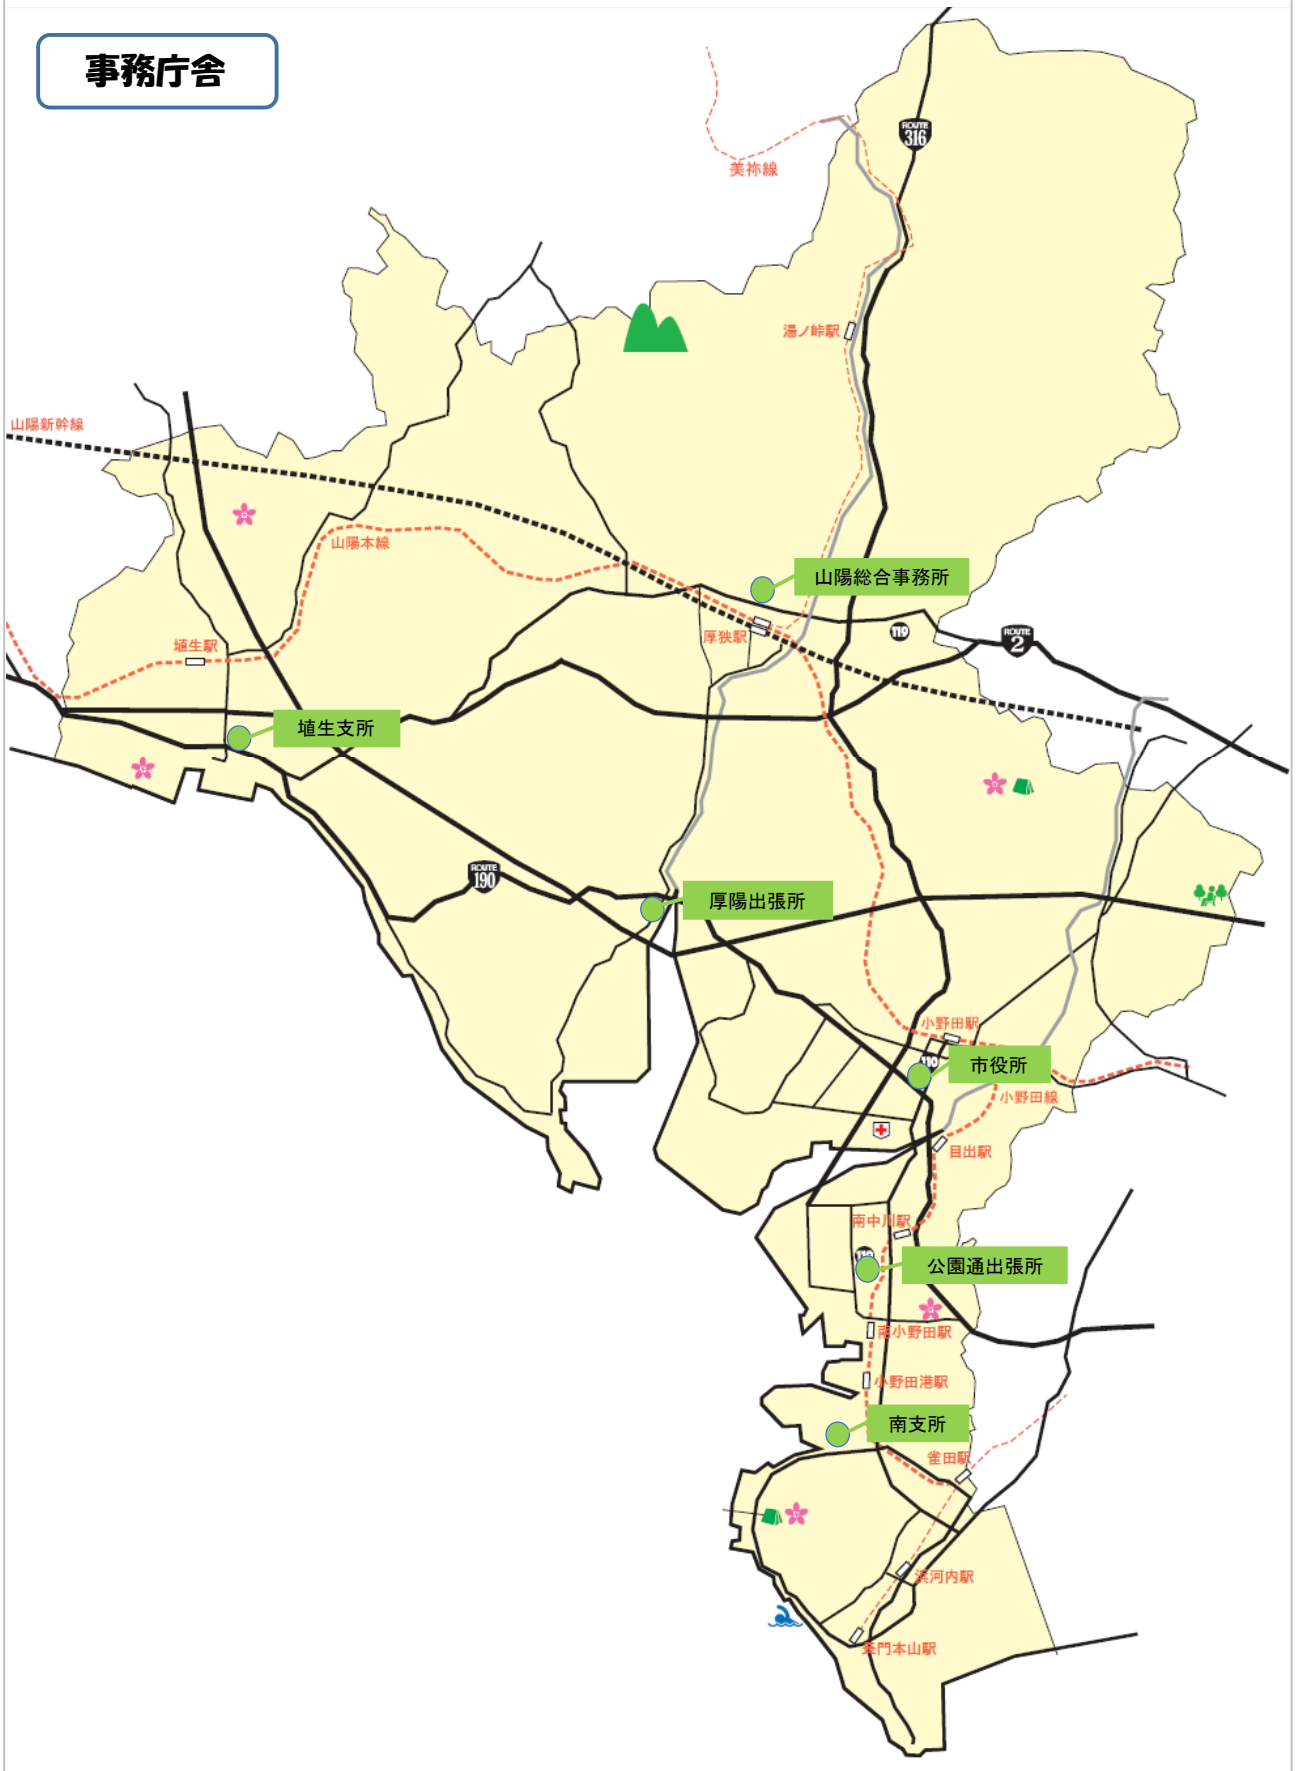 事務庁舎
ROUTE
316
美祢線
湯ノ峠駅
山陽新幹線
山陽本線
山陽総合事務所
厚狭駅
119
ROUTE
2
埴生駅
埴生支所
ROUTE
190
厚陽出張所
小野田駅
市役所
小野田線
目出駅
南中川駅
公園通出張所
南小野田駅
小野田港駅
南支所
雀田駅
浜河内駅
長門本山駅